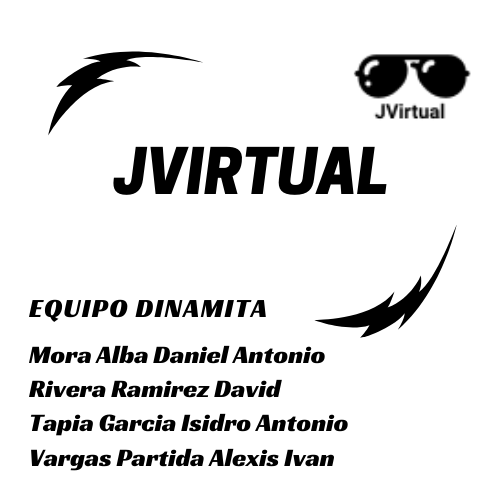 JVirtual
JVIRTUAL
EQUIPO DINAMITA
Mora Alba Daniel Antonio
Rivera Ramirez David
Tapia Garcia Isidro Antonio
Vargas Partida Alexis Ivan